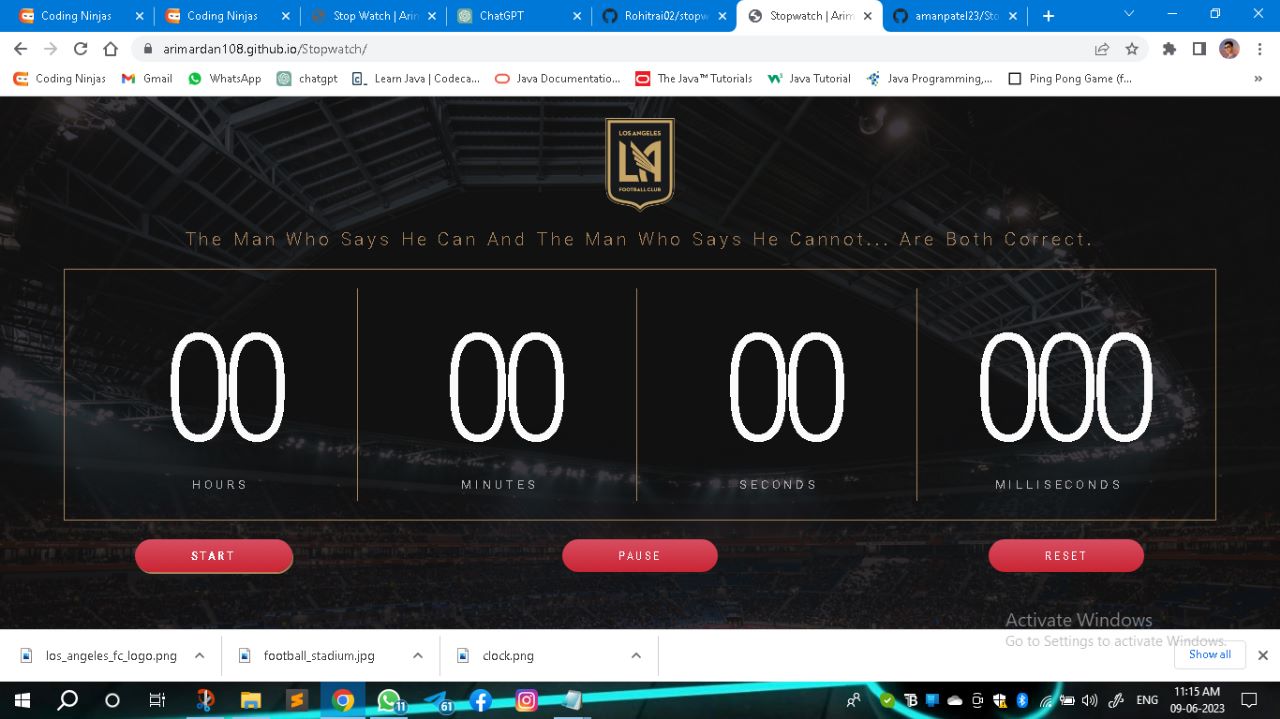 Coding Ninjas
Coding Ninjas
Stop Watch | Arin
ChatGPT
Rohitrai02/stopw
Stopwatch | Arim
amanpatel23/Sto
arimardan108.github.io/Stopwatch/
Coding Ninjas
Gmail
WhatsApp
chatgpt
Learn Java | Codeca...
Java Documentatio...
The Java™ Tutorials
Java Tutorial
Java Programming,...
Ping Pong Game (f...
»
LOS ANGELES
LA
FOOTBALL CLUB
The Man Who Says He Can And The Man Who Says He Cannot... Are Both Correct.
00
00
00
000
HOURS
MINUTES
SECONDS
MILLISECONDS
START
PAUSE
RESET
Activate Windows
Go to Settings to activate Windows.
los_angeles_fc_logo.png
football_stadium.jpg
clock.png
Show all
11
61
ENG
11:15 AM
09-06-2023